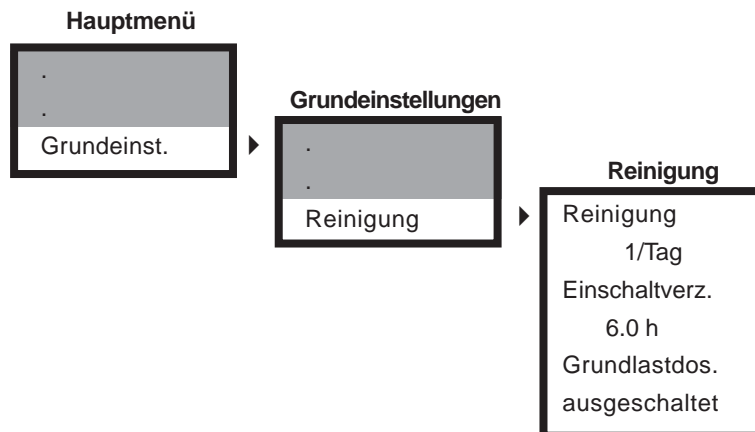 Hauptmenü
.
.
Grundeinst.
Grundeinstellungen
.
.
Reinigung
Reinigung
Reinigung
1/Tag
Einschaltverz.
6.0 h
Grundlastdos.
ausgeschaltet